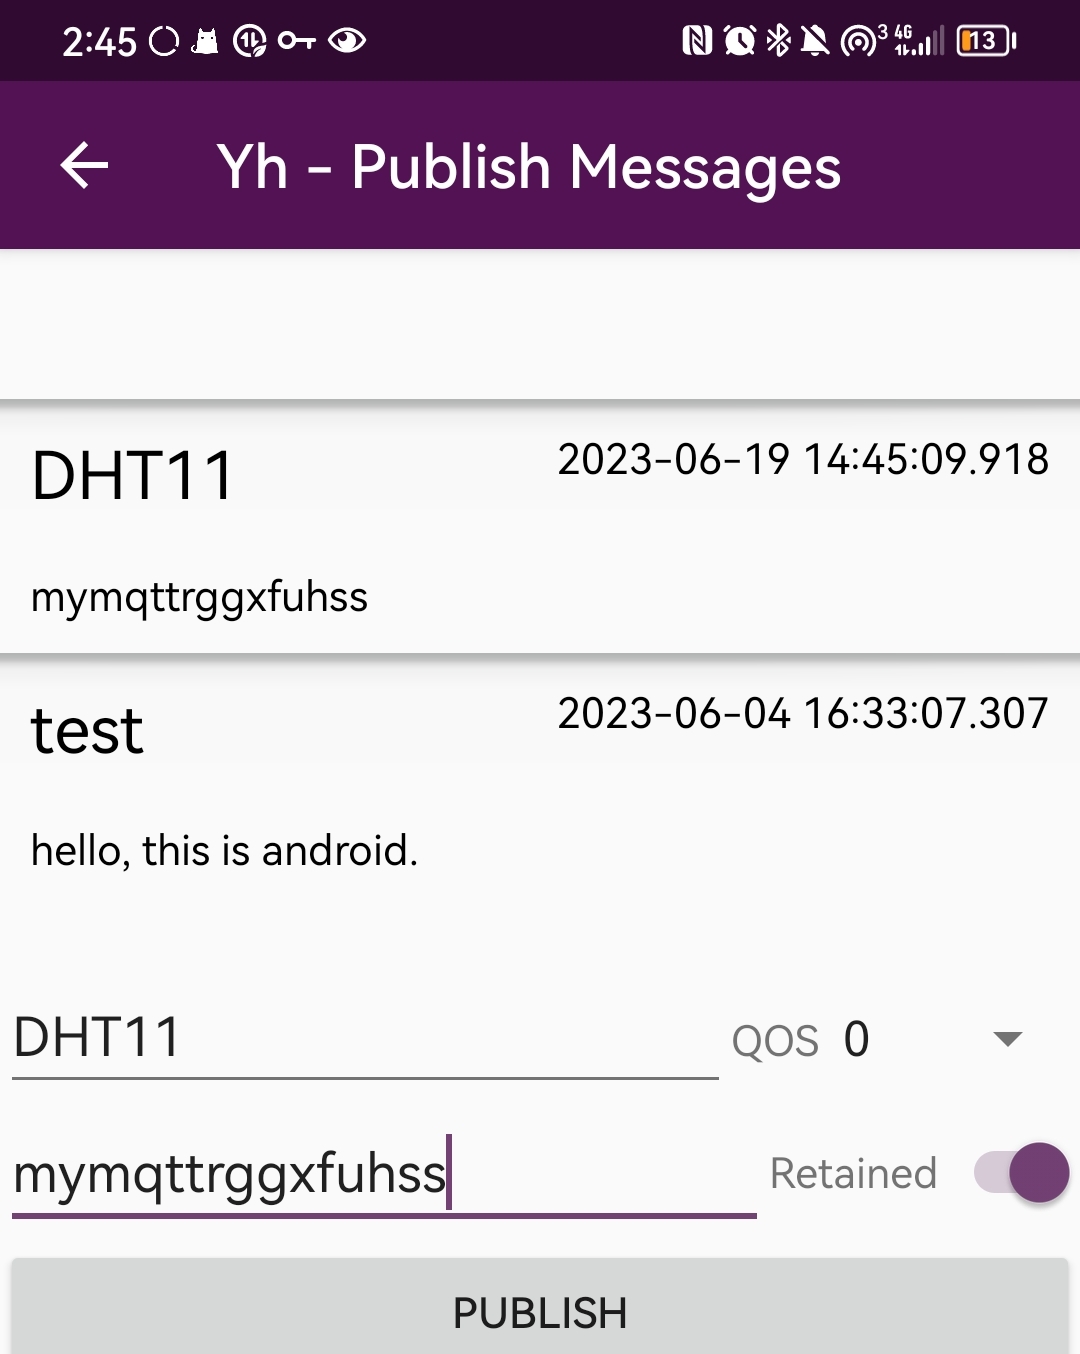 2:45 3 4G 13
Yh - Publish Messages
DHT11 2023-06-19 14:45:09.918
mymqttrggxfuhss
test 2023-06-04 16:33:07.307
hello, this is android.
DHT11 QOS 0
mymqttrggxfuhss Retained
PUBLISH